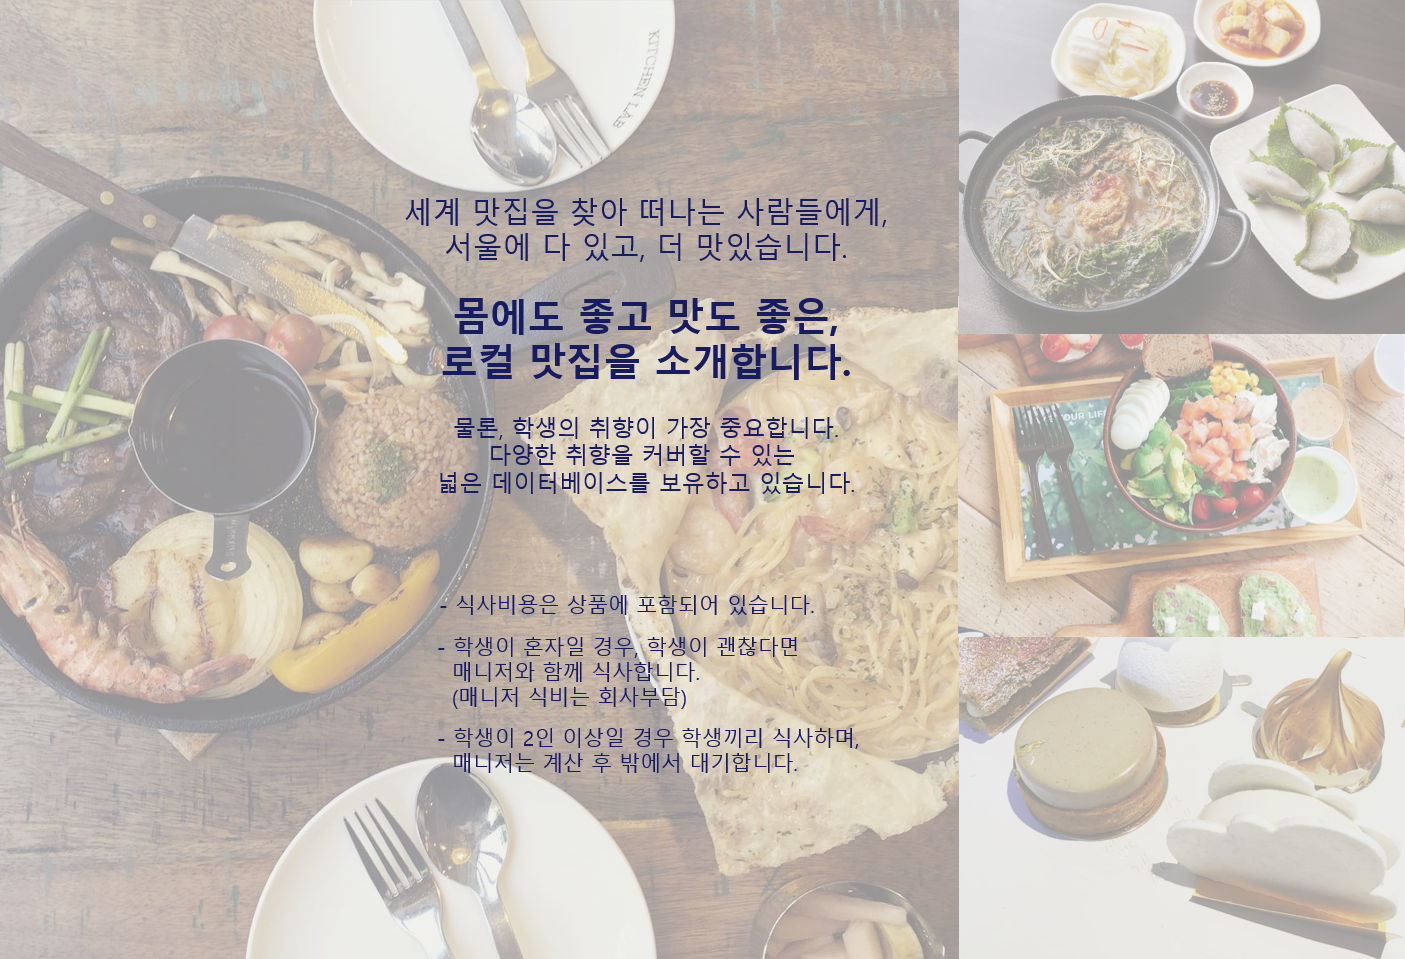 KITCHEN LAB
세계 맛집을 찾아 떠나는 사람들에게,
서울에 다 있고, 더 맛있습니다.
몸에도 좋고 맛도 좋은,
로컬 맛집을 소개합니다.
물론, 학생의 취향이 가장 중요합니다.
다양한 취향을 커버할 수 있는
넓은 데이터베이스를 보유하고 있습니다.
- 식사비용은 상품에 포함되어 있습니다.
- 학생이 혼자일 경우, 학생이 괜찮다면
매니저와 함께 식사합니다.
(매니저 식비는 회사부담)
- 학생이 2인 이상일 경우 학생끼리 식사하며,
매니저는 계산 후 밖에서 대기합니다.
OUR LIFE